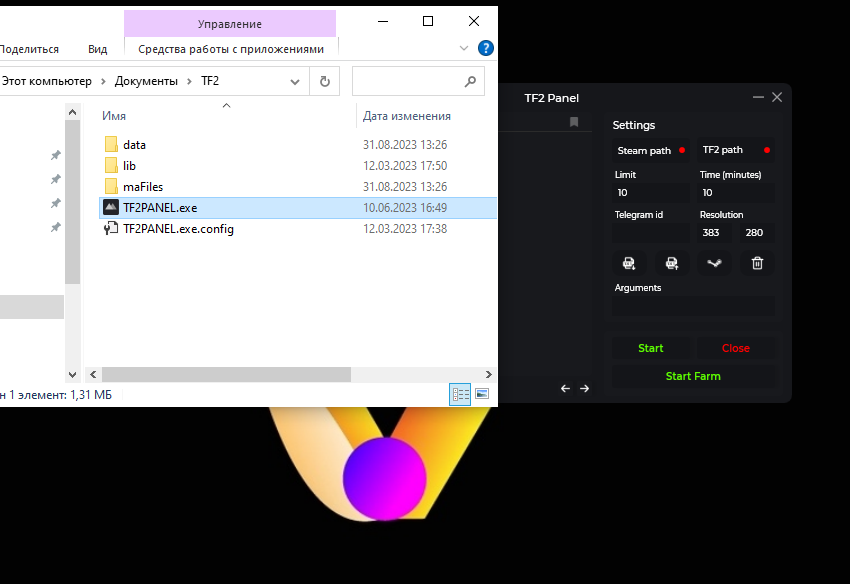 Управление
Поделиться
Вид
Средства работы с приложениями
?
Этот компьютер
Документы
TF2
Имя
Дата изменения
data
31.08.2023 13:26
lib
12.03.2023 17:50
maFiles
31.08.2023 13:26
TF2PANEL.exe
10.06.2023 16:49
TF2PANEL.exe.config
12.03.2023 17:38
н 1 элемент: 1,31 МБ
TF2 Panel
Settings
Steam path
TF2 path
Limit
Time (minutes)
10
10
Telegram id
Resolution
383
280
Arguments
Start
Close
Start Farm